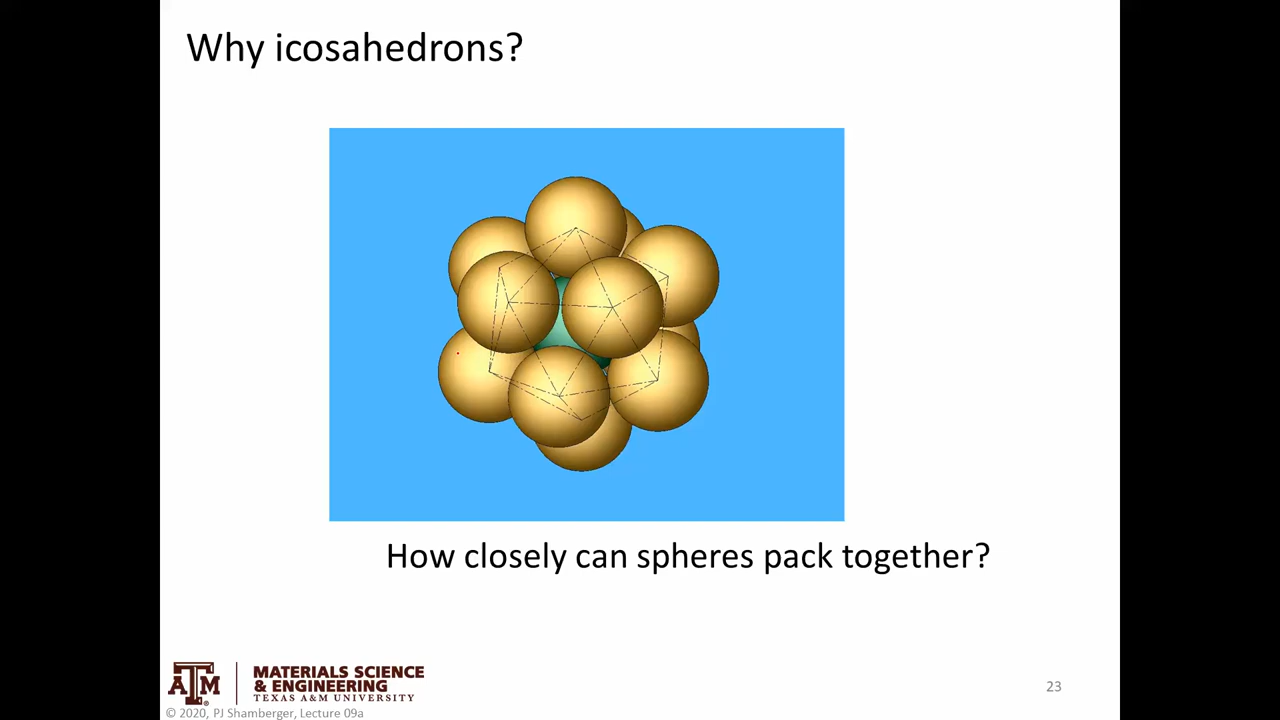 Why icosahedrons?
How closely can spheres pack together?
ATM
MATERIALS SCIENCE
& ENGINEERING
TEXAS A&M UNIVERSITY
© 2020, PJ Shamberger, Lecture 09a
23